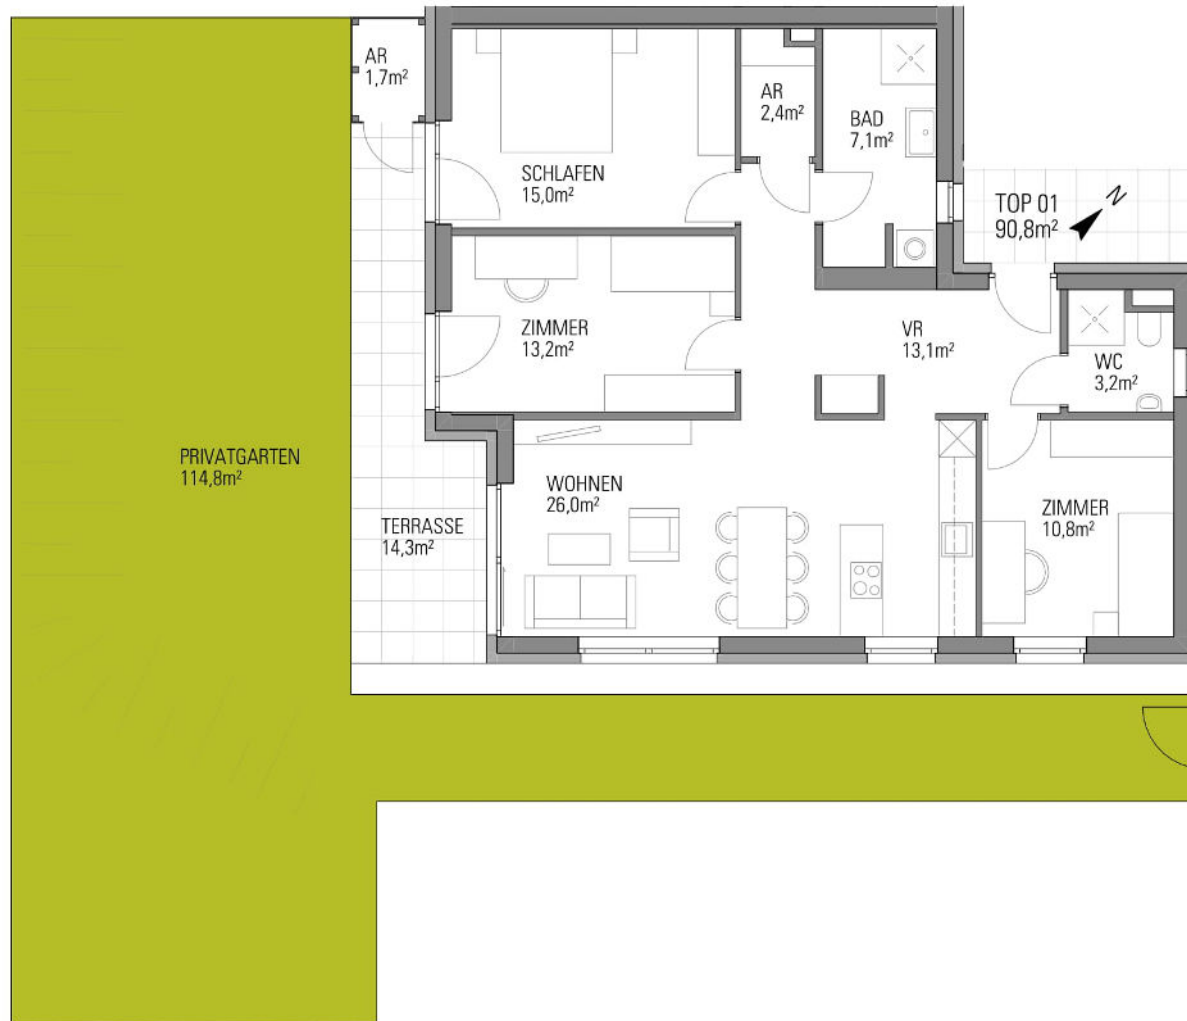 AR
1,7m²
AR
2,4m²
BAD
7,1m²
SCHLAFEN
15,0m²
TOP 01
90,8m²
N
ZIMMER
13,2m²
VR
13,1m²
WC
3,2m²
PRIVATGARTEN
114,8m²
WOHNEN
26,0m²
TERRASSE
14,3m²
ZIMMER
10,8m²